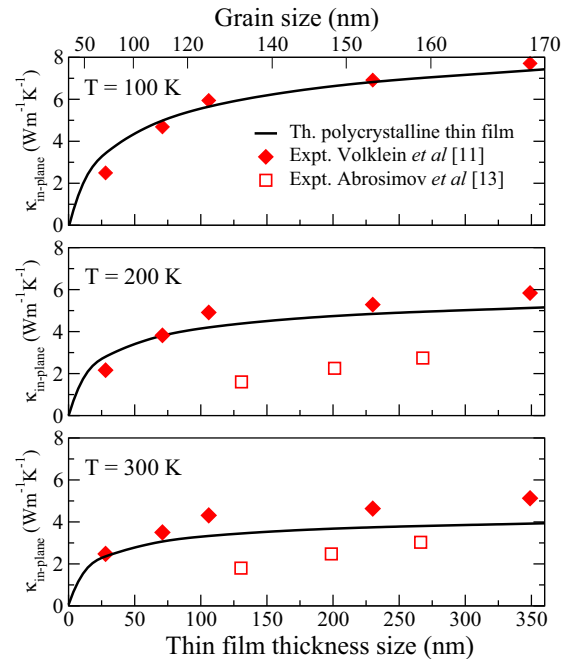 Grain size (nm)
50 100 110 120 130 140 150 160 170
8
6
4
2
0
κin-plane (Wm-1K-1)
T = 100 K
Th. polycrystalline thin film
Expt. Volklein et al [11]
Expt. Abrosimov et al [13]
8
6
4
2
0
κin-plane (Wm-1K-1)
T = 200 K
8
6
4
2
0
κin-plane (Wm-1K-1)
T = 300 K
0 50 100 150 200 250 300 350
Thin film thickness size (nm)